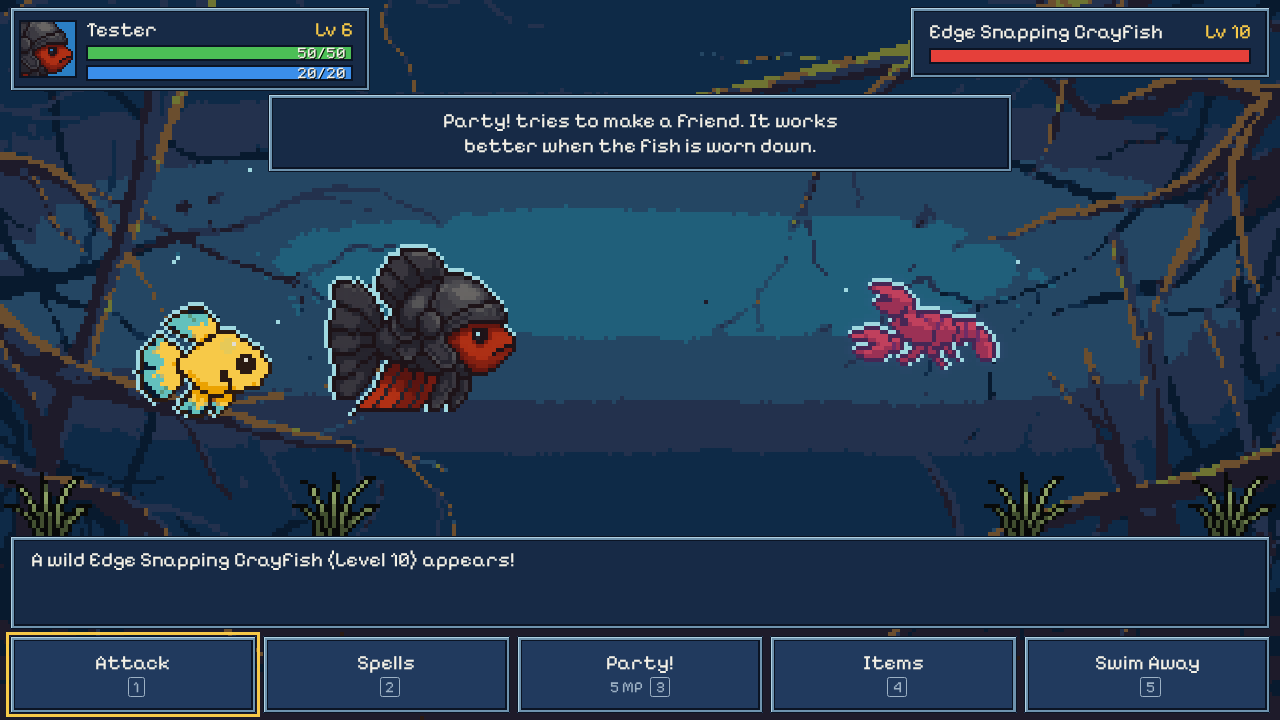 Tester Lv 6
50/50
20/20
Edge Snapping Crayfish Lv 10
Party! tries to make a friend. It works
better when the fish is worn down.
A wild Edge Snapping Crayfish (Level 10) appears!
Attack
1
Spells
2
Party!
5 MP 3
Items
4
Swim Away
5